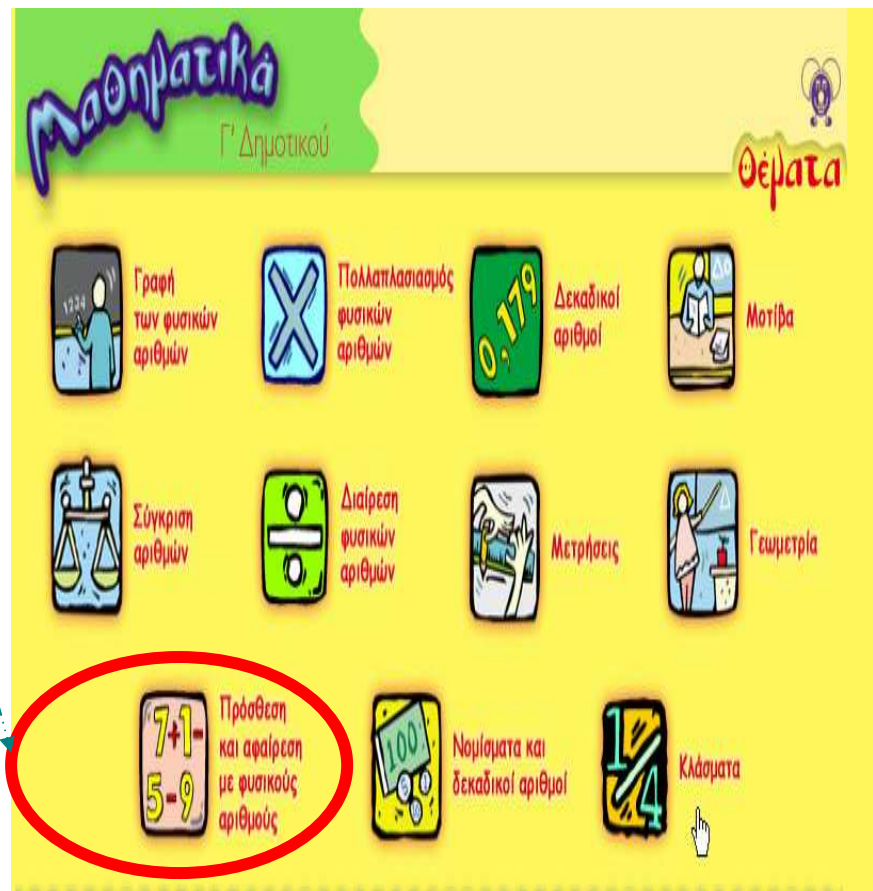 Μαθηματικά
Γ' Δημοτικού
Θέματα
1234
Γραφή
των φυσικών
αριθμών
Πολλαπλασιασμός
φυσικών
αριθμών
0,179
Δεκαδικοί
αριθμοί
Μοτίβα
Σύγκριση
αριθμών
Διαίρεση
φυσικών
αριθμών
Μετρήσεις
Γεωμετρία
7+1=
5-9
Πρόσθεση
και αφαίρεση
με φυσικούς
αριθμούς
100
Νομίσματα και
δεκαδικοί αριθμοί
1/4
Κλάσματα